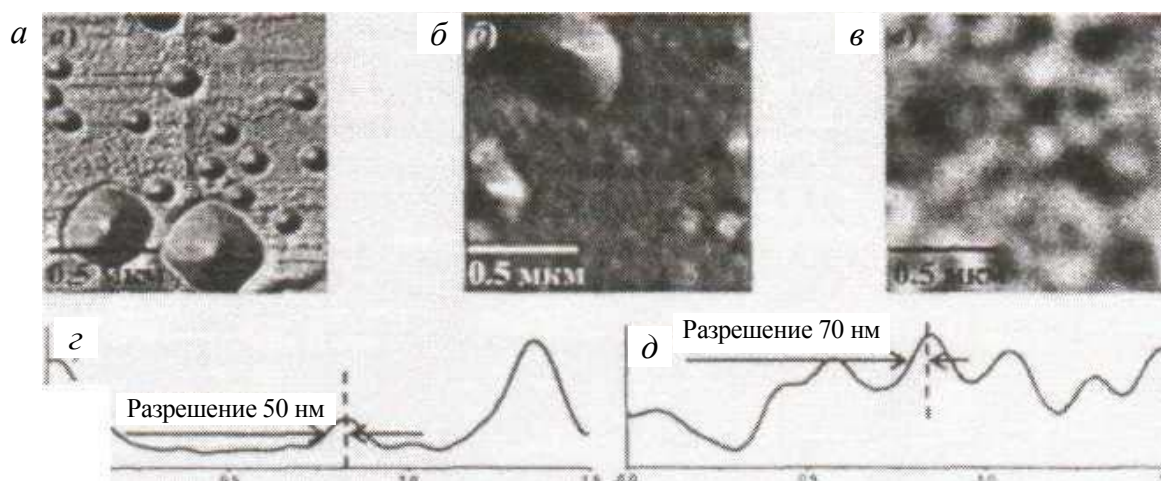 а
б
в
0.5 мкм
0.5 мкм
0.5 мкм
г
Разрешение 50 нм
д
Разрешение 70 нм